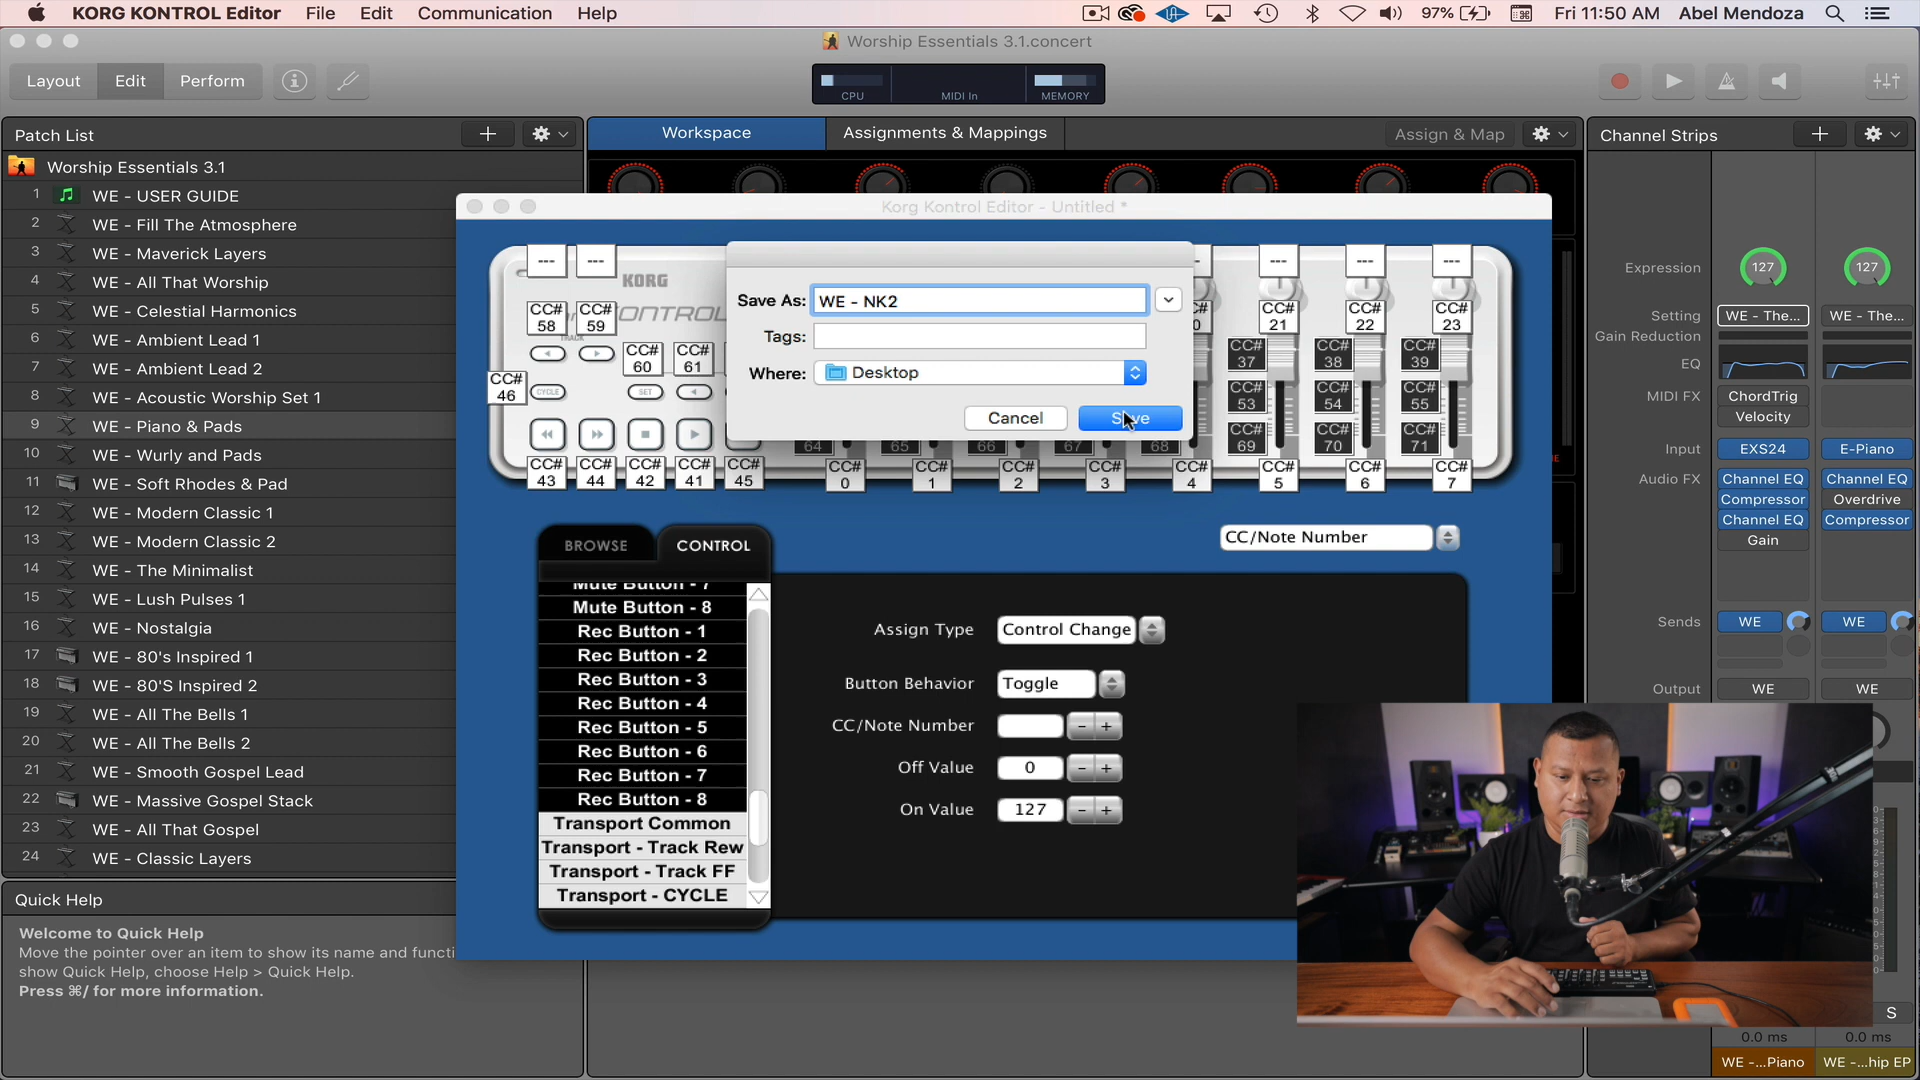 KORG KONTROL Editor File Edit Communication Help 97% Fri 11:50 AM Abel Mendoza
Worship Essentials 3.1.concert
Layout Edit Perform
CPU MIDI In MEMORY
Patch List
Workspace Assignments & Mappings Assign & Map
Channel Strips
Worship Essentials 3.1
1 WE - USER GUIDE
2 WE - Fill The Atmosphere
3 WE - Maverick Layers
4 WE - All That Worship
5 WE - Celestial Harmonics
6 WE - Ambient Lead 1
7 WE - Ambient Lead 2
8 WE - Acoustic Worship Set 1
9 WE - Piano & Pads
10 WE - Wurly and Pads
11 WE - Soft Rhodes & Pad
12 WE - Modern Classic 1
13 WE - Modern Classic 2
14 WE - The Minimalist
15 WE - Lush Pulses 1
16 WE - Nostalgia
17 WE - 80's Inspired 1
18 WE - 80'S Inspired 2
19 WE - All The Bells 1
20 WE - All The Bells 2
21 WE - Smooth Gospel Lead
22 WE - Massive Gospel Stack
23 WE - All That Gospel
24 WE - Classic Layers
Quick Help
Welcome to Quick Help
Move the pointer over an item to show its name and functi
show Quick Help, choose Help > Quick Help.
Press ⌘/ for more information.
Korg Kontrol Editor - Untitled *
--- --- --- --- ---
KORG
ONTROL
CC# 58 CC# 59 CC# 21 CC# 22 CC# 23
TRACK
CC# 60 CC# 61 CC# 37 CC# 38 CC# 39
CC# 46 CYCLE SET CC# 53 CC# 54 CC# 55
64 65 66 67 68 CC# 69 CC# 70 CC# 71
CC# 43 CC# 44 CC# 42 CC# 41 CC# 45 CC# 0 CC# 1 CC# 2 CC# 3 CC# 4 CC# 5 CC# 6 CC# 7
Save As: WE - NK2
Tags:
Where: Desktop
Cancel
BROWSE CONTROL
CC/Note Number
Mute Button - 7
Mute Button - 8
Rec Button - 1
Rec Button - 2
Rec Button - 3
Rec Button - 4
Rec Button - 5
Rec Button - 6
Rec Button - 7
Rec Button - 8
Transport Common
Transport - Track Rew
Transport - Track FF
Transport - CYCLE
Assign Type Control Change
Button Behavior Toggle
CC/Note Number - +
Off Value 0 - +
On Value 127 - +
Expression 127 127
Setting WE - The... WE - The...
Gain Reduction
EQ
MIDI FX ChordTrig
Velocity
Input EXS24 E-Piano
Audio FX Channel EQ Channel EQ
Compressor Overdrive
Channel EQ Compressor
Gain
Sends WE WE
Output WE WE
S
0.0 ms 0.0 ms
WE -...Piano WE -...hip EP